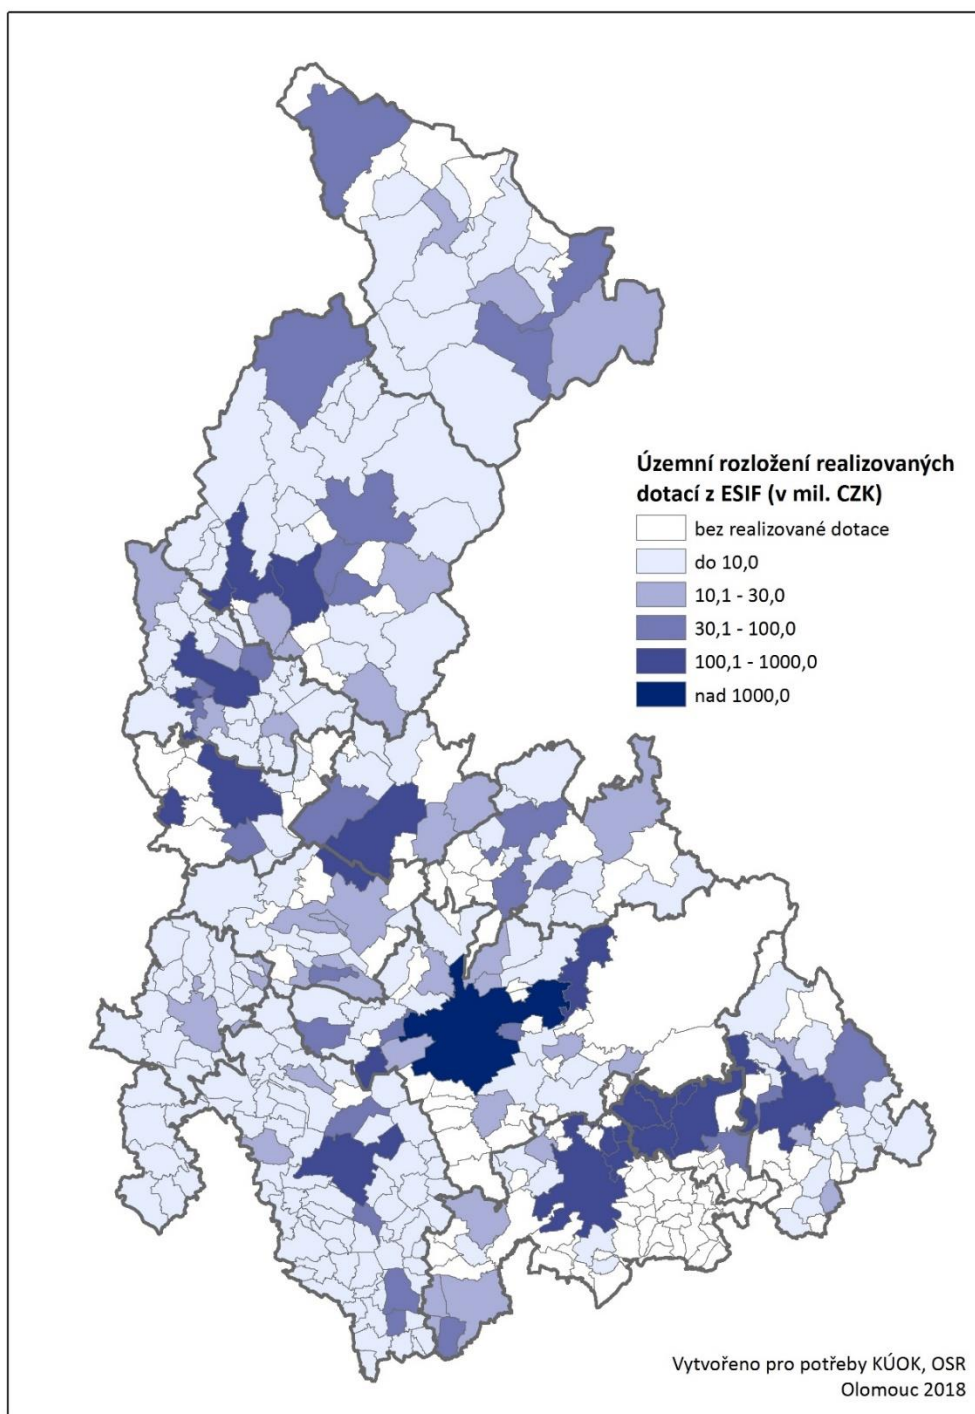 Územní rozložení realizovaných
dotací z ESIF (v mil. CZK)
bez realizované dotace
do 10,0
10,1 - 30,0
30,1 - 100,0
100,1 - 1000,0
nad 1000,0
Vytvořeno pro potřeby KÚOK, OSR
Olomouc 2018